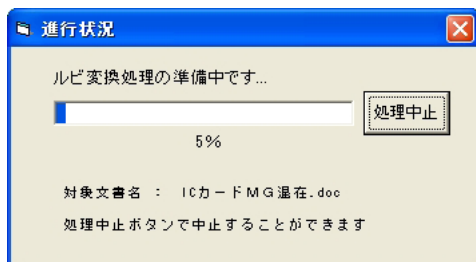 進行状況
ルビ変換処理の準備中です...
処理中止
5%
対象文書名 : ICカードMG混在.doc
処理中止ボタンで中止することができます